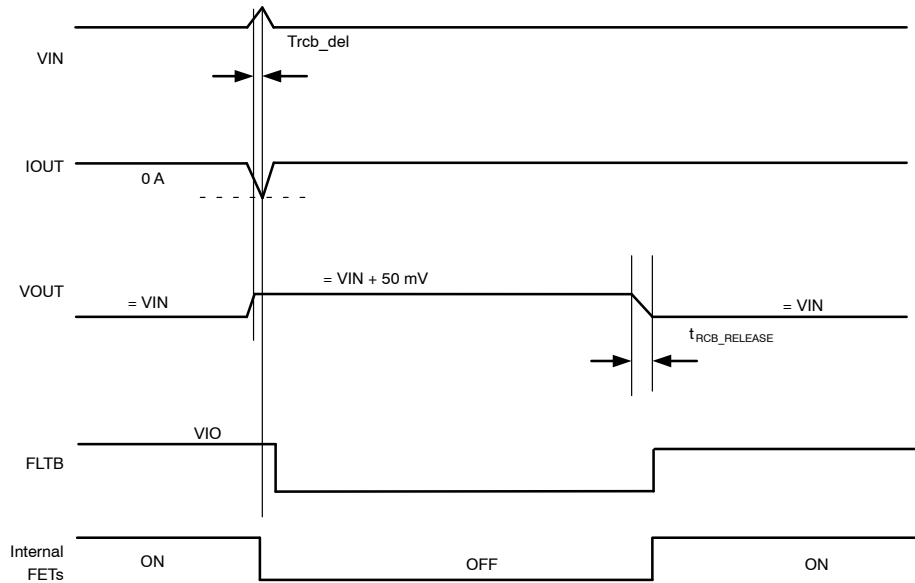 VIN
Trcb_del
IOUT
0 A
VOUT
= VIN
= VIN + 50 mV
= VIN
tRCB_RELEASE
VIO
FLTB
Internal
FETs
ON
OFF
ON